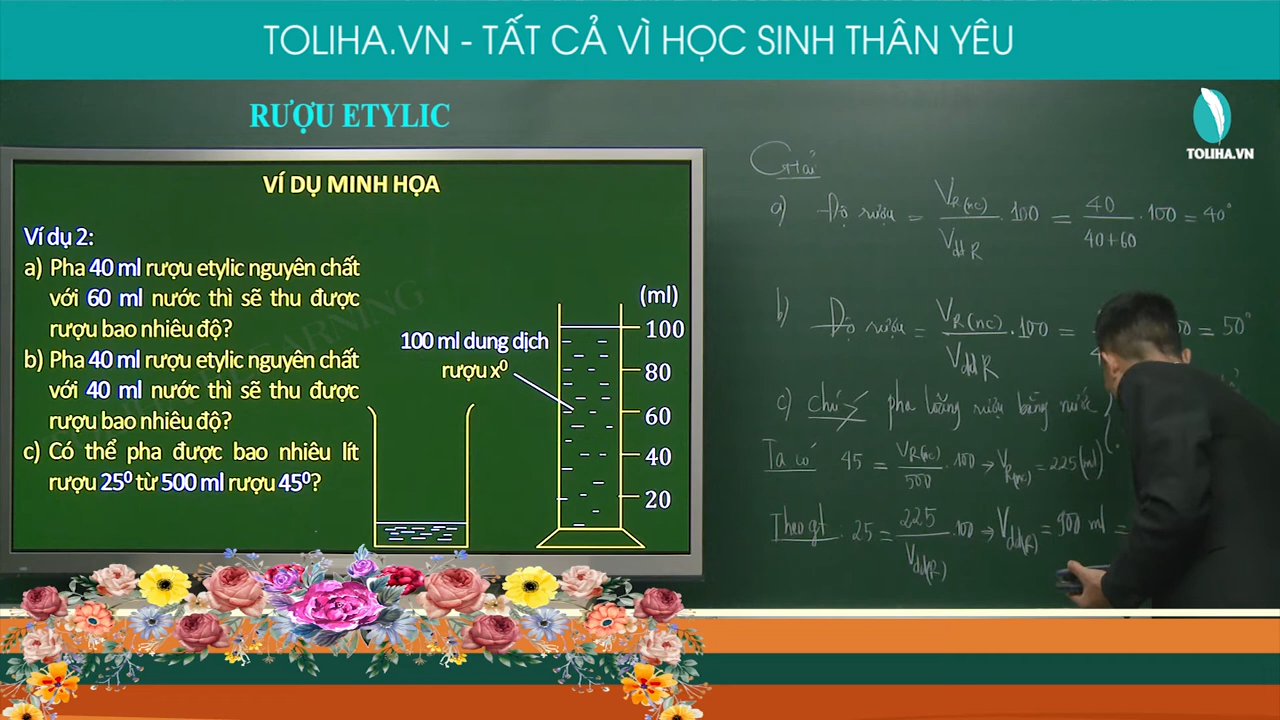 TOLIHA.VN - TẤT CẢ VÌ HỌC SINH THÂN YÊU
RƯỢU ETYLIC
TOLIHA.VN
VÍ DỤ MINH HỌA
Ví dụ 2:
a) Pha 40 ml rượu etylic nguyên chất
với 60 ml nước thì sẽ thu được
rượu bao nhiêu độ?
b) Pha 40 ml rượu etylic nguyên chất
với 40 ml nước thì sẽ thu được
rượu bao nhiêu độ?
c) Có thể pha được bao nhiêu lít
rượu 25⁰ từ 500 ml rượu 45⁰?
100 ml dung dịch
rượu x⁰
(ml)
100
80
60
40
20
Giải
a) Độ rượu = V_R(nc) / V_dd R . 100 = 40 / 40+60 . 100 = 40°
b) Độ rượu = V_R(nc) / V_dd R . 100 = = 50°
c) Chú ý pha loãng rượu bằng nước
Ta có 45 = V_R(nc) / 500 . 100 → V_R(nc) = 225 (ml)
Theo gt : 25 = 225 / V_dd(R) . 100 → V_dd(R) = 900 ml =